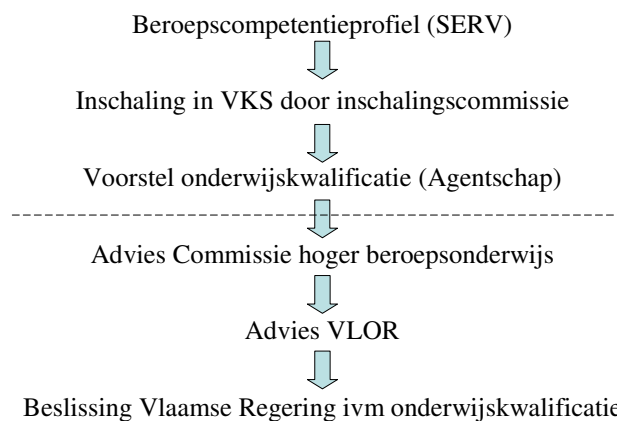 Beroepscompetentieprofiel (SERV)
Inschaling in VKS door inschalingscommissie
Voorstel onderwijskwalificatie (Agentschap)
Advies Commissie hoger beroepsonderwijs
Advies VLOR
Beslissing Vlaamse Regering ivm onderwijskwalificatie